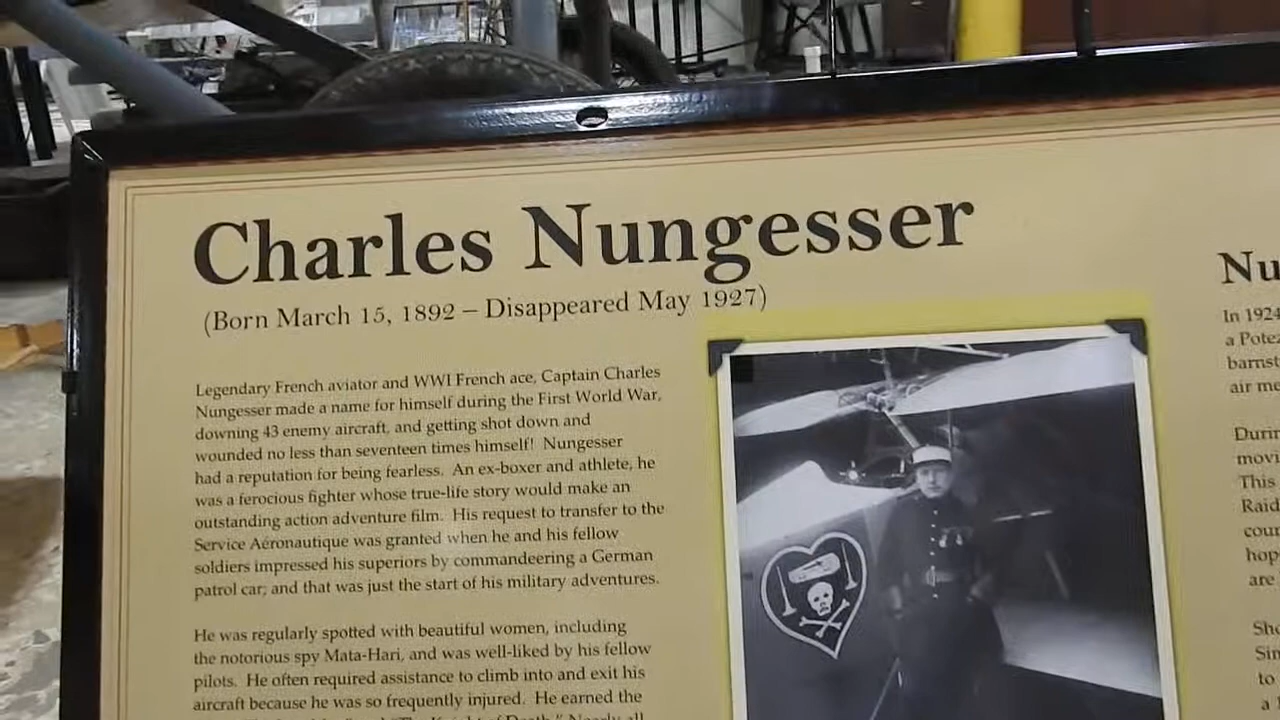 Charles Nungesser
(Born March 15, 1892 – Disappeared May 1927)
Legendary French aviator and WWI French ace, Captain Charles
Nungesser made a name for himself during the First World War,
downing 43 enemy aircraft, and getting shot down and
wounded no less than seventeen times himself! Nungesser
had a reputation for being fearless. An ex-boxer and athlete, he
was a ferocious fighter whose true-life story would make an
outstanding action adventure film. His request to transfer to the
Service Aéronautique was granted when he and his fellow
soldiers impressed his superiors by commandeering a German
patrol car; and that was just the start of his military adventures.
He was regularly spotted with beautiful women, including
the notorious spy Mata-Hari, and was well-liked by his fellow
pilots. He often required assistance to climb into and exit his
aircraft because he was so frequently injured. He earned the
Nu
In 1924
a Potez
barnst
air me
Durin
movi
This
Raid
cour
hop
are
She
Sin
to
a